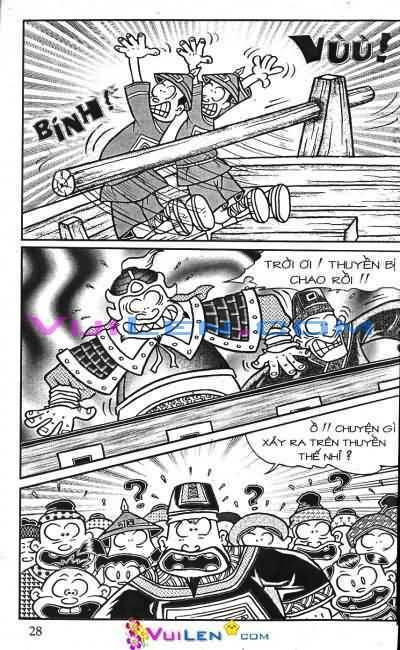 VÙÙ!
BÍNH!
TRỜI ƠI! THUYỀN BỊ
CHAO RỒI!!
VUILEN.COM
Ồ!! CHUYỆN GÌ
XẢY RA TRÊN THUYỀN
THẾ NHỈ?
? ? ?
28
VUILEN.COM